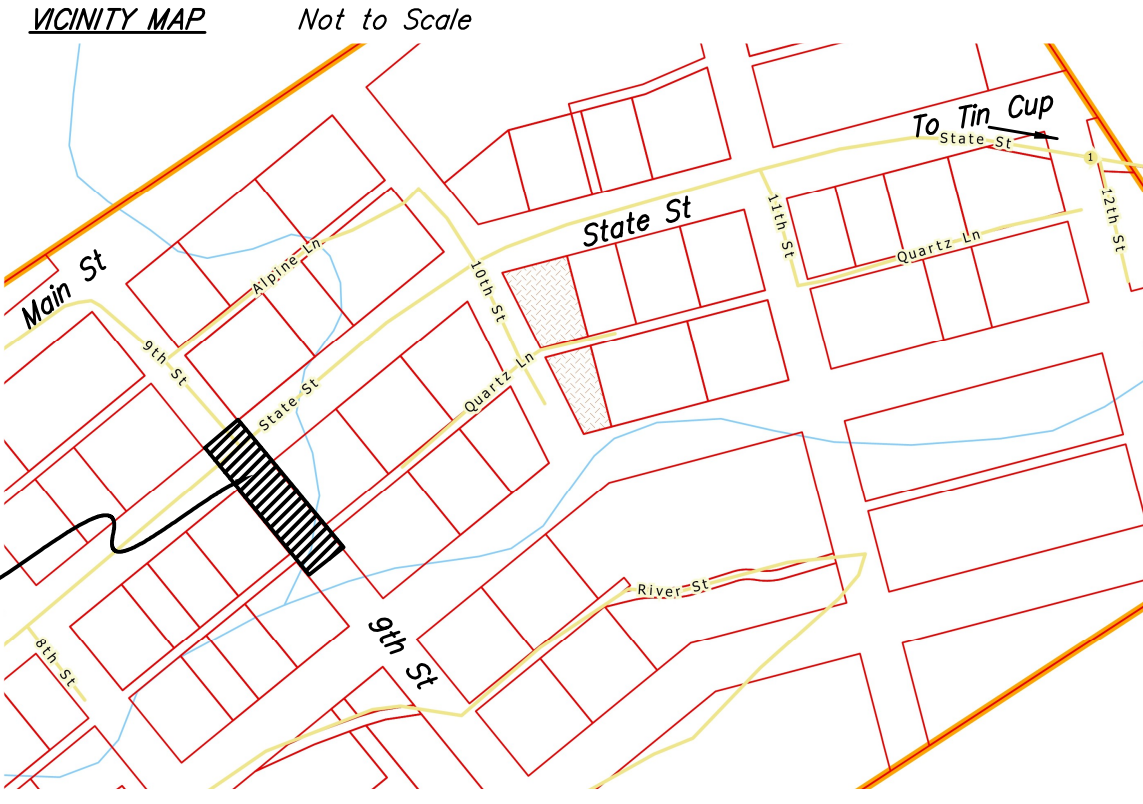 VICINITY MAP
Not to Scale
To Tin Cup
State St
1
12th St
11th St
State St
Quartz Ln
Alpine Ln
Main St
10th St
9th St
State St
Quartz Ln
River St
9th St
8th St